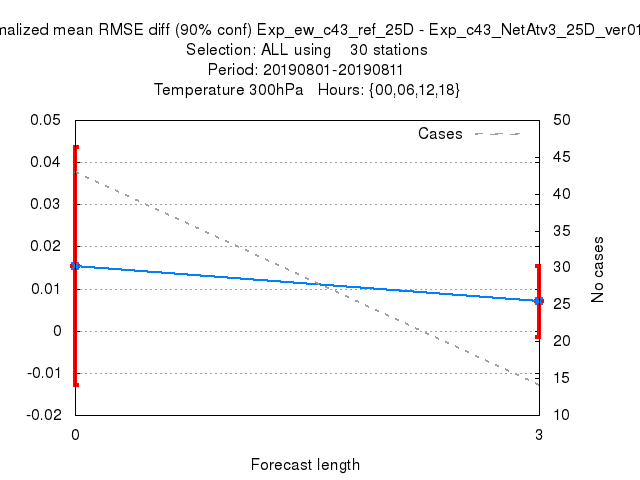 malized mean RMSE diff (90% conf) Exp_ew_c43_ref_25D - Exp_c43_NetAtv3_25D_ver01
Selection: ALL using 30 stations
Period: 20190801-20190811
Temperature 300hPa Hours: {00,06,12,18}
Cases
0.05
0.04
0.03
0.02
0.01
0
-0.01
-0.02
50
45
40
35
30
25
20
15
10
No cases
0
3
Forecast length